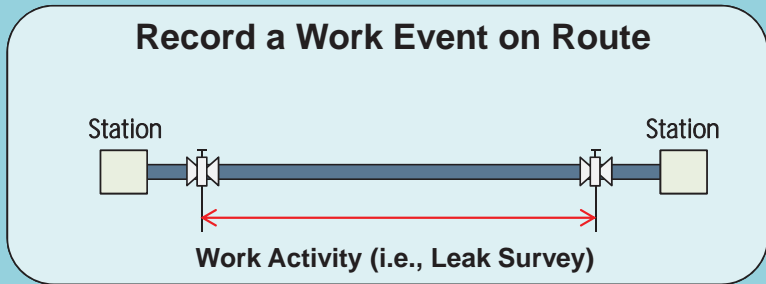 Record a Work Event on Route
Station Station
Work Activity (i.e., Leak Survey)